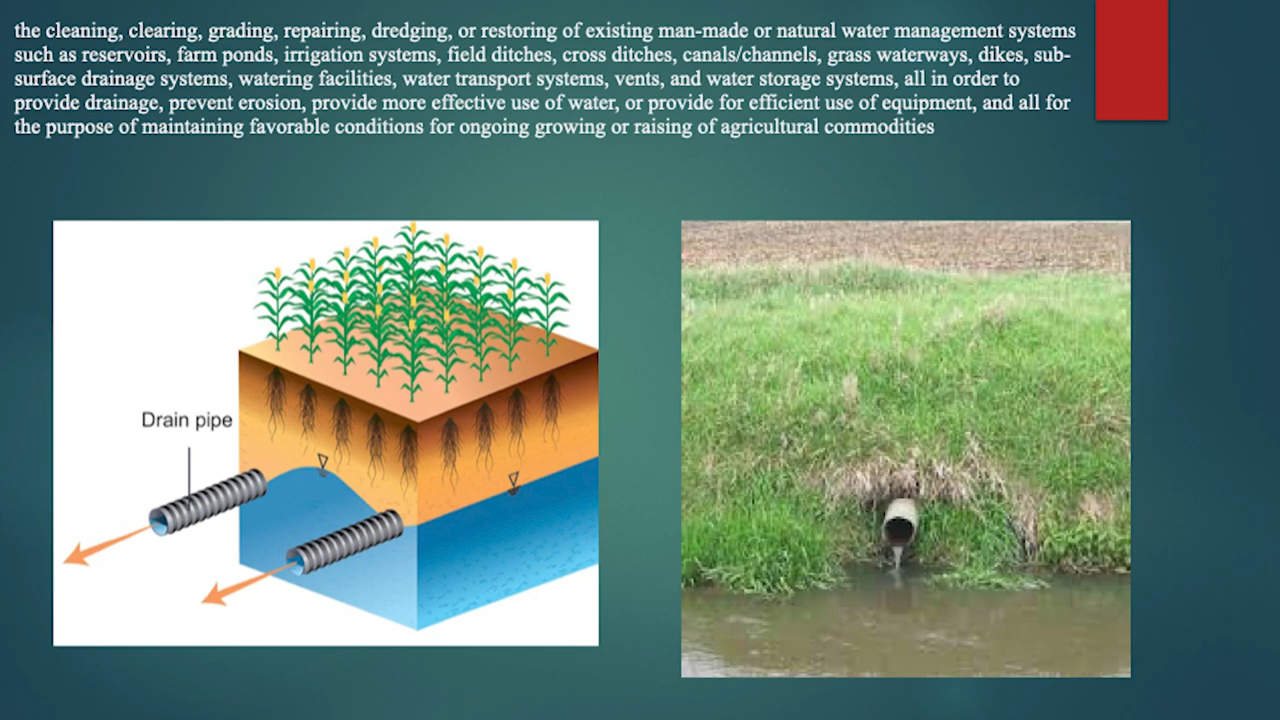 the cleaning, clearing, grading, repairing, dredging, or restoring of existing man-made or natural water management systems
such as reservoirs, farm ponds, irrigation systems, field ditches, cross ditches, canals/channels, grass waterways, dikes, sub-
surface drainage systems, watering facilities, water transport systems, vents, and water storage systems, all in order to
provide drainage, prevent erosion, provide more effective use of water, or provide for efficient use of equipment, and all for
the purpose of maintaining favorable conditions for ongoing growing or raising of agricultural commodities
Drain pipe